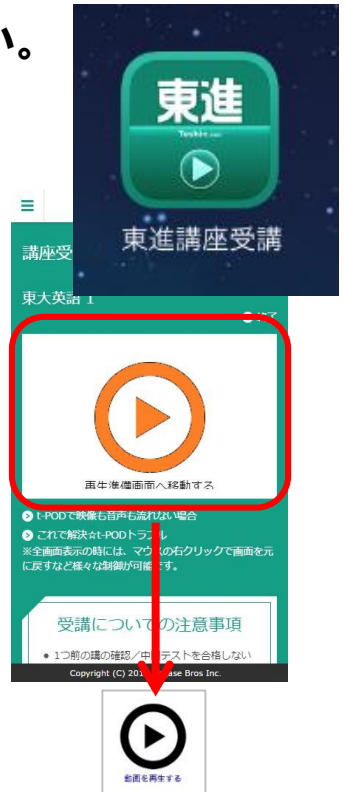 い。
東進
Toshin.com
東進講座受講
講座受
東大英語 1
終了
再生準備画面へ移動する
t-PODで映像も音声も流れない場合
これで解決☆t-PODトラブル
※全画面表示の時には、マウスの右クリックで画面を元
に戻すなど様々な制御が可能です。
受講についての注意事項
• 1つ前の講の確認/中間テストを合格しない
Copyright (C) 201 ase Bros Inc.
動画を再生する